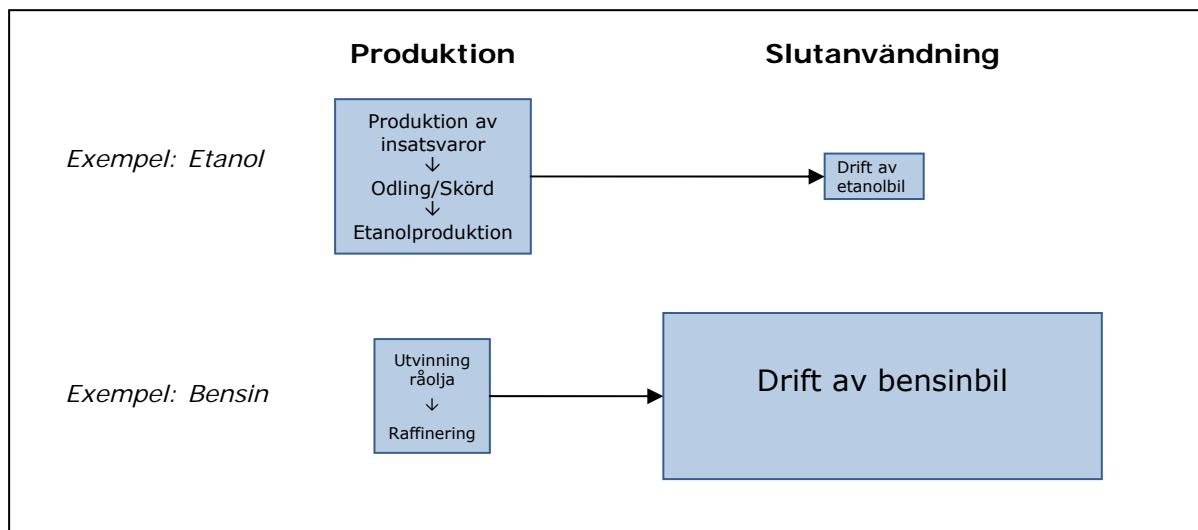 Produktion
Slutanvändning
Exempel: Etanol
Produktion av
insatsvaror
↓
Odling/Skörd
↓
Etanolproduktion
Drift av
etanolbil
Exempel: Bensin
Utvinning
råolja
↓
Raffinering
Drift av bensinbil